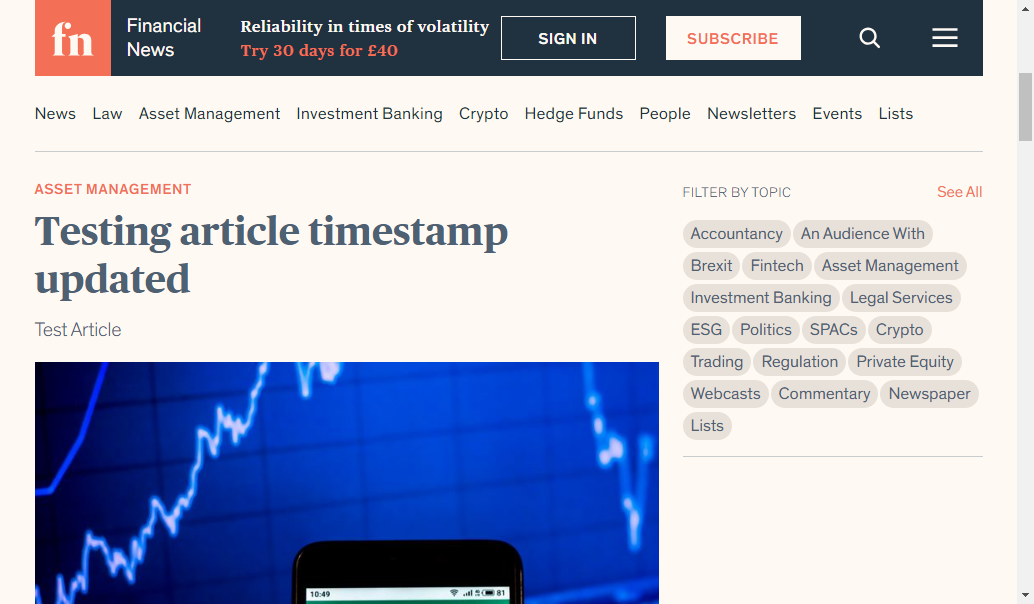 fn
Financial
News
Reliability in times of volatility
Try 30 days for £40
SIGN IN
SUBSCRIBE
News Law Asset Management Investment Banking Crypto Hedge Funds People Newsletters Events Lists
ASSET MANAGEMENT
Testing article timestamp
updated
Test Article
10:49
81
FILTER BY TOPIC See All
Accountancy An Audience With
Brexit Fintech Asset Management
Investment Banking Legal Services
ESG Politics SPACs Crypto
Trading Regulation Private Equity
Webcasts Commentary Newspaper
Lists